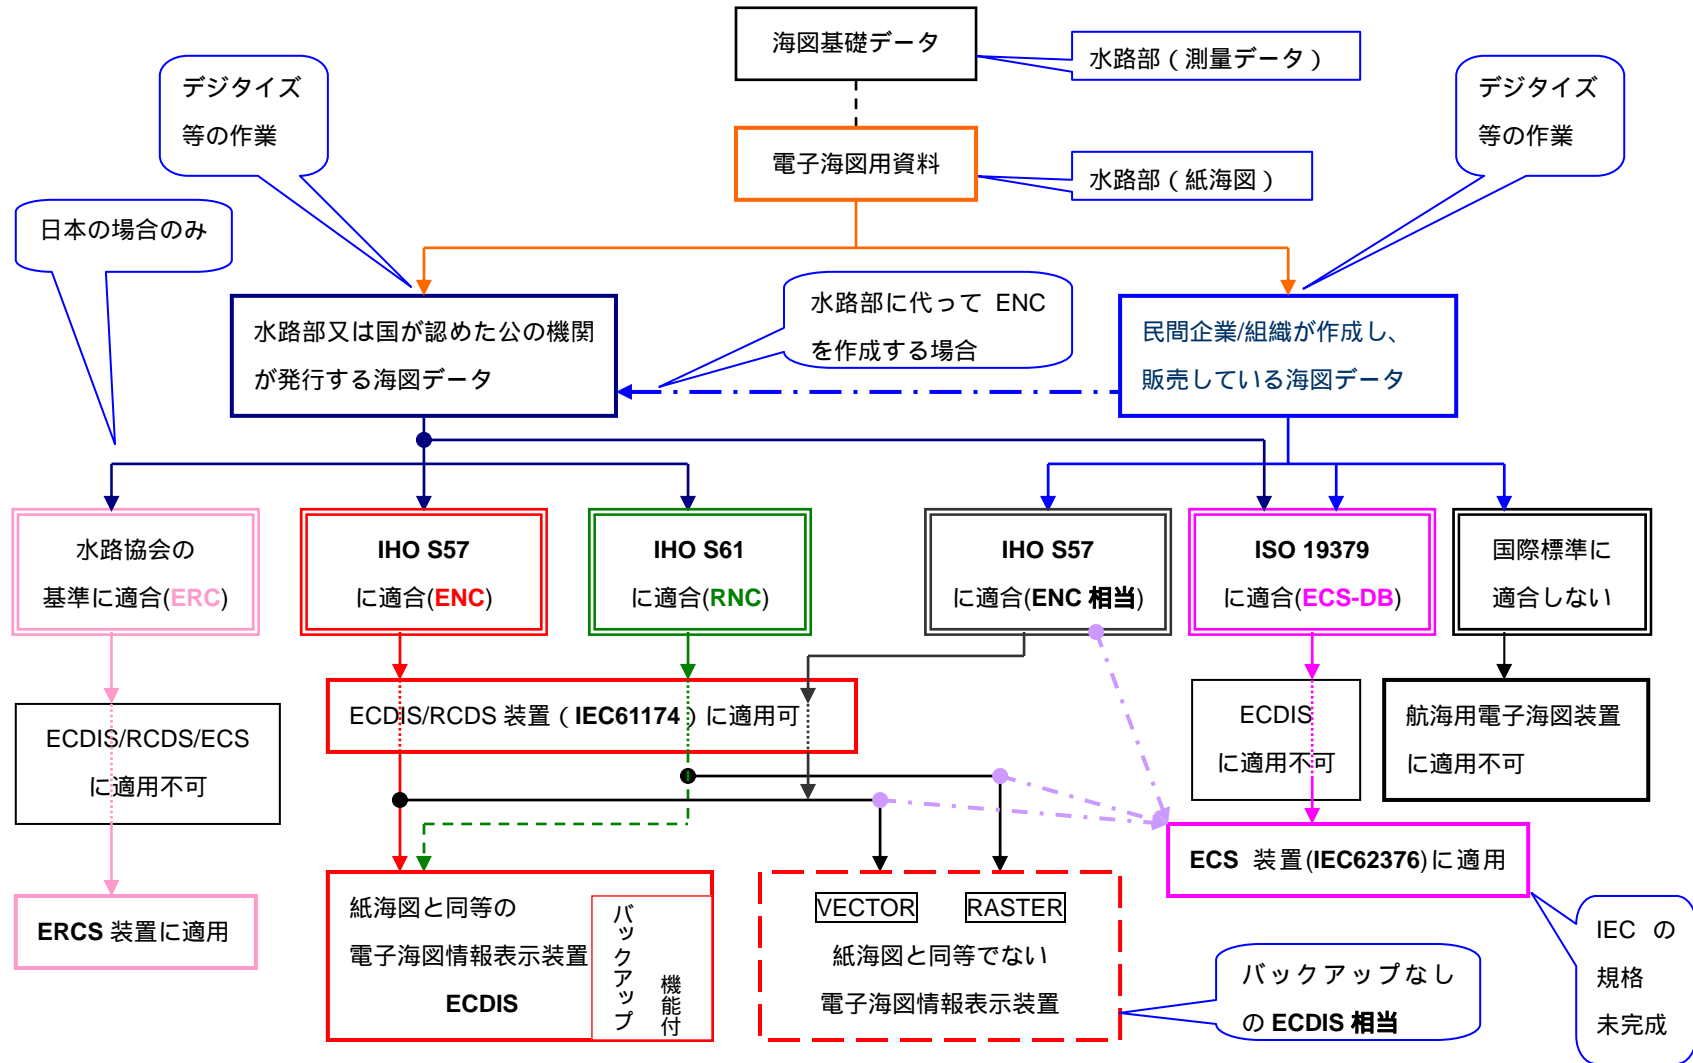 海図基礎データ
水路部(測量データ)
デジタイズ
等の作業
デジタイズ
等の作業
電子海図用資料
水路部(紙海図)
日本の場合のみ
水路部に代って ENC
を作成する場合
水路部又は国が認めた公の機関
が発行する海図データ
民間企業/組織が作成し、
販売している海図データ
水路協会の
基準に適合(ERC)
IHO S57
に適合(ENC)
IHO S61
に適合(RNC)
IHO S57
に適合(ENC 相当)
ISO 19379
に適合(ECS-DB)
国際標準に
適合しない
ECDIS/RCDS/ECS
に適用不可
ECDIS/RCDS 装置(IEC61174)に適用可
ECDIS
に適用不可
航海用電子海図装置
に適用不可
ECS 装置(IEC62376)に適用
ERCS 装置に適用
紙海図と同等の
電子海図情報表示装置
ECDIS
バックアップ
機能付
VECTOR
RASTER
紙海図と同等でない
電子海図情報表示装置
バックアップなし
の ECDIS 相当
IEC の
規格
未完成